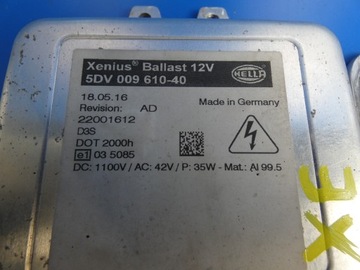 Xenius® Ballast 12V
5DV 009 610-40
HELLA
18.05.16
Made in Germany
Revision: AD
22001612
D3S
DOT 2000h
e1 03 5085
DC: 1100V / AC: 42V / P: 35W - Mat.: Al 99.5
EX